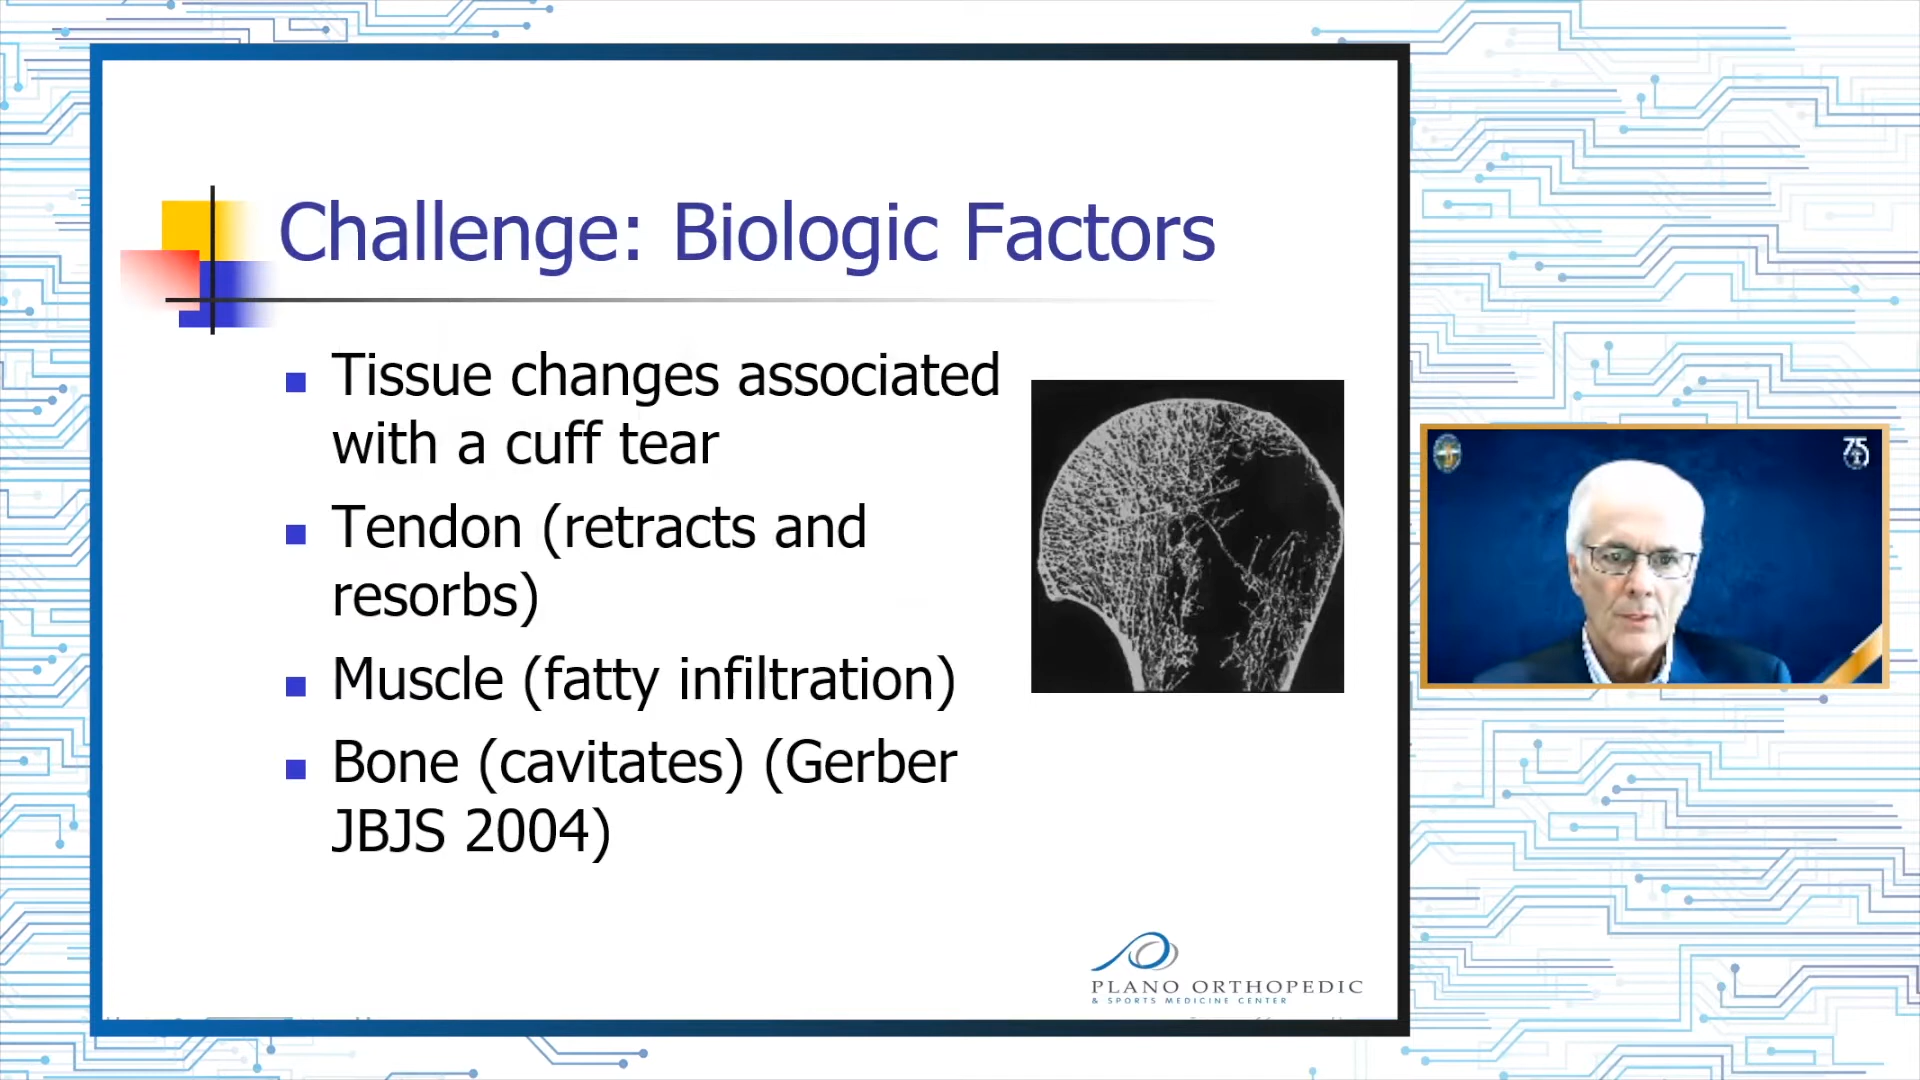 Challenge: Biologic Factors
Tissue changes associated
with a cuff tear
Tendon (retracts and
resorbs)
Muscle (fatty infiltration)
Bone (cavitates) (Gerber
JBJS 2004)
PLANO ORTHOPEDIC
& SPORTS MEDICINE CENTER
75